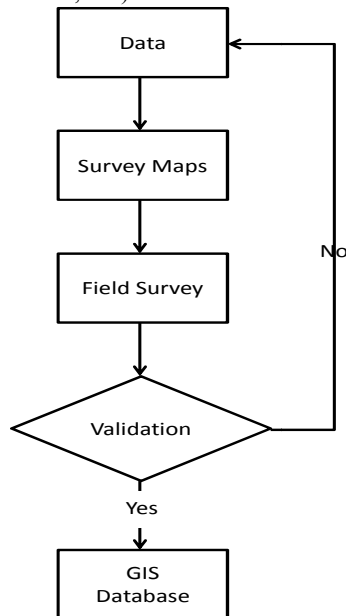 Data
Survey Maps
No
Field Survey
Validation
Yes
GIS
Database